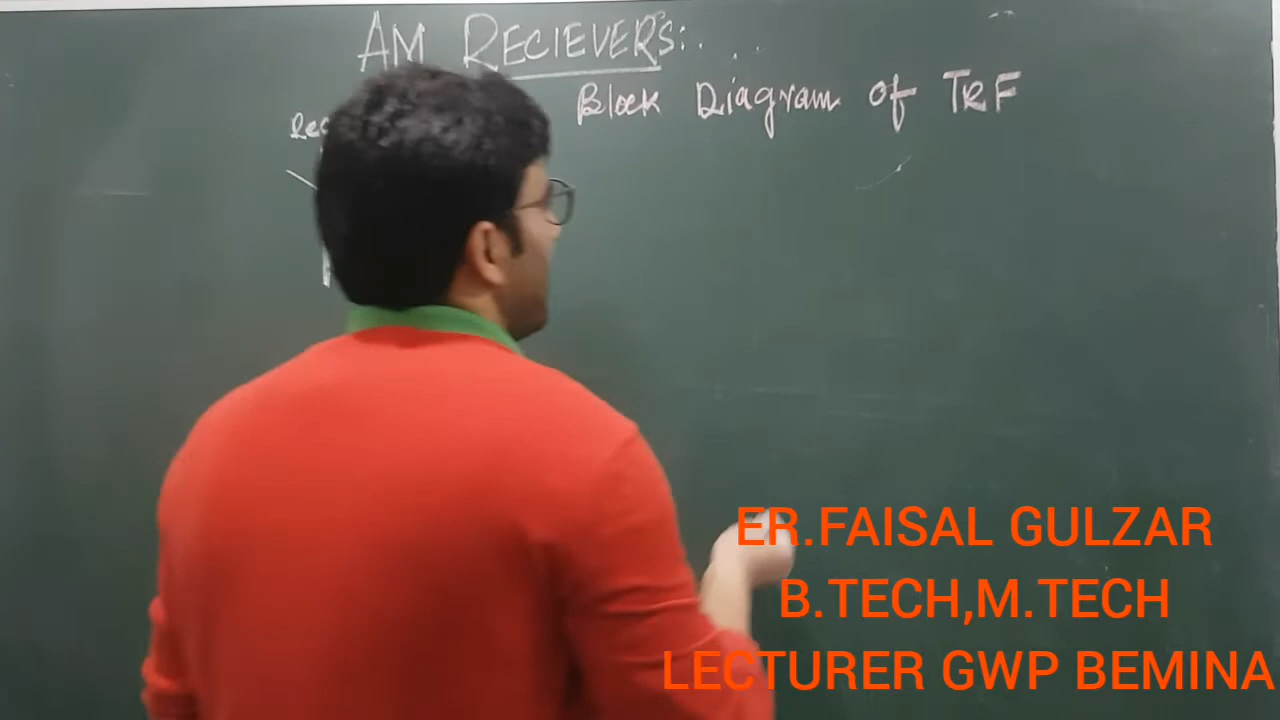 AM RECIEVERS:
Block Diagram of TRF
ER.FAISAL GULZAR
B.TECH,M.TECH
LECTURER GWP BEMINA